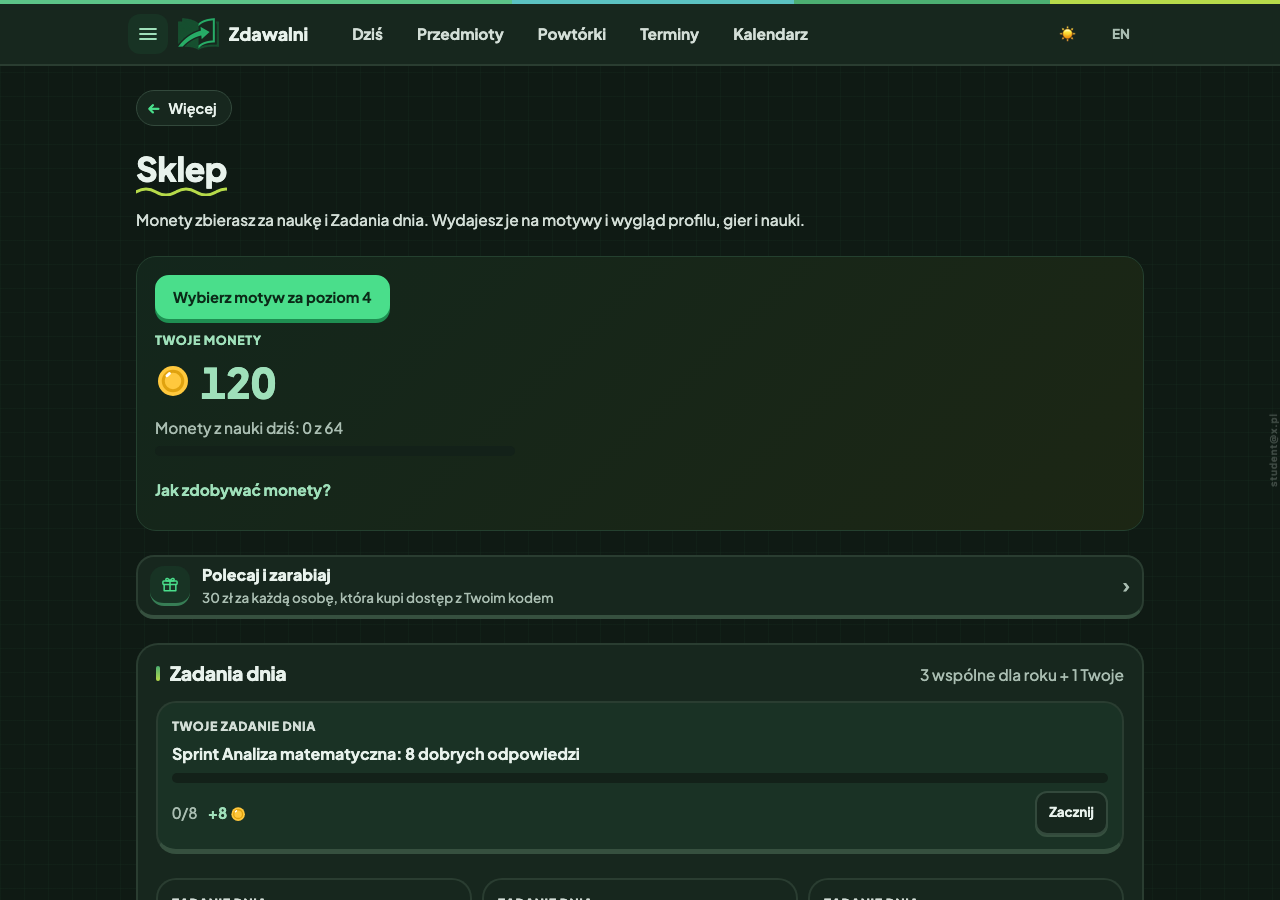 Zdawalni
Dziś
Przedmioty
Powtórki
Terminy
Kalendarz
EN
Więcej
Sklep
Monety zbierasz za naukę i Zadania dnia. Wydajesz je na motywy i wygląd profilu, gier i nauki.
Wybierz motyw za poziom 4
TWOJE MONETY
120
Monety z nauki dziś: 0 z 64
Jak zdobywać monety?
Polecaj i zarabiaj
30 zł za każdą osobę, która kupi dostęp z Twoim kodem
Zadania dnia
3 wspólne dla roku + 1 Twoje
TWOJE ZADANIE DNIA
Sprint Analiza matematyczna: 8 dobrych odpowiedzi
0/8 +8
Zacznij
student@x.pl